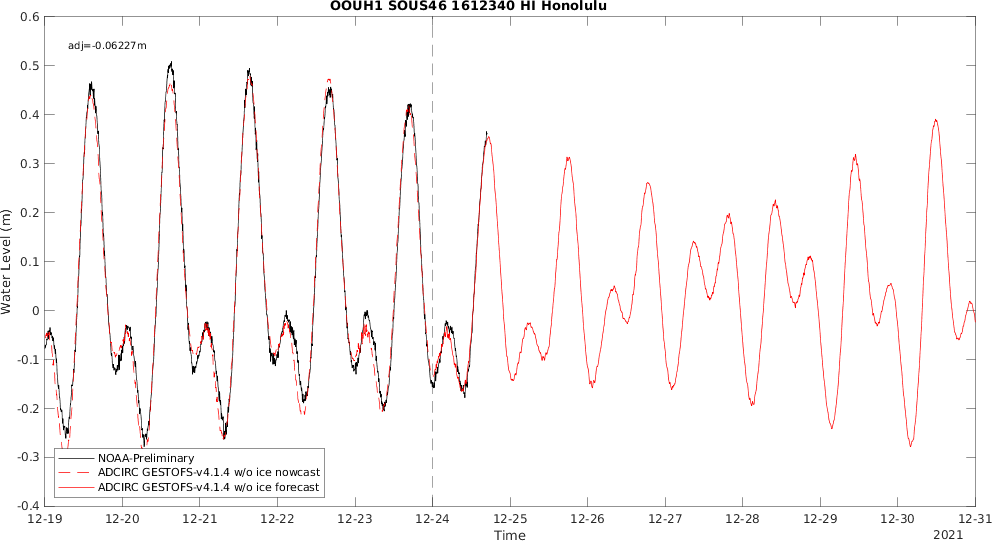 OOUH1 SOUS46 1612340 HI Honolulu
adj=-0.06227m
0.6
0.5
0.4
0.3
0.2
0.1
0
-0.1
-0.2
-0.3
-0.4
Water Level (m)
NOAA-Preliminary
ADCIRC GESTOFS-v4.1.4 w/o ice nowcast
ADCIRC GESTOFS-v4.1.4 w/o ice forecast
12-19 12-20 12-21 12-22 12-23 12-24 12-25 12-26 12-27 12-28 12-29 12-30 12-31
Time
2021